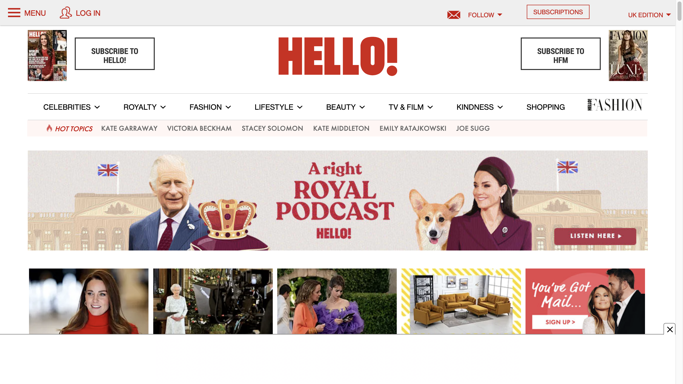 MENU
LOG IN
FOLLOW
SUBSCRIPTIONS
UK EDITION
SUBSCRIBE TO
HELLO!
HELLO!
SUBSCRIBE TO
HFM
FASHION
LUXE
CELEBRITIES
ROYALTY
FASHION
LIFESTYLE
BEAUTY
TV & FILM
KINDNESS
SHOPPING
FASHION
HOT TOPICS
KATE GARRAWAY
VICTORIA BECKHAM
STACEY SOLOMON
KATE MIDDLETON
EMILY RATAJKOWSKI
JOE SUGG
A right
ROYAL
PODCAST
HELLO!
LISTEN HERE >
You've Got
Mail...
SIGN UP >